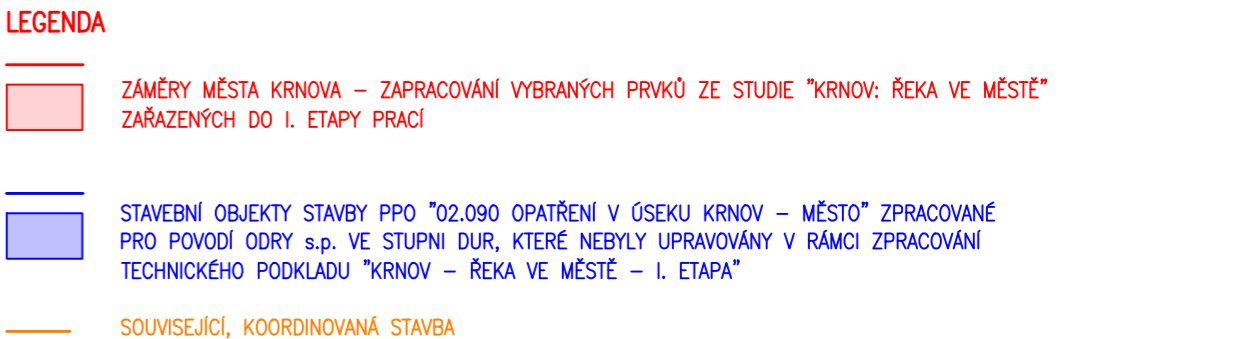 LEGENDA
ZÁMĚRY MĚSTA KRNOVA – ZAPRACOVÁNÍ VYBRANÝCH PRVKŮ ZE STUDIE "KRNOV: ŘEKA VE MĚSTĚ"
ZAŘAZENÝCH DO I. ETAPY PRACÍ
STAVEBNÍ OBJEKTY STAVBY PPO "02.090 OPATŘENÍ V ÚSEKU KRNOV – MĚSTO" ZPRACOVANÉ
PRO POVODÍ ODRY s.p. VE STUPNI DUR, KTERÉ NEBYLY UPRAVOVÁNY V RÁMCI ZPRACOVÁNÍ
TECHNICKÉHO PODKLADU "KRNOV – ŘEKA VE MĚSTĚ – I. ETAPA"
SOUVISEJÍCÍ, KOORDINOVANÁ STAVBA